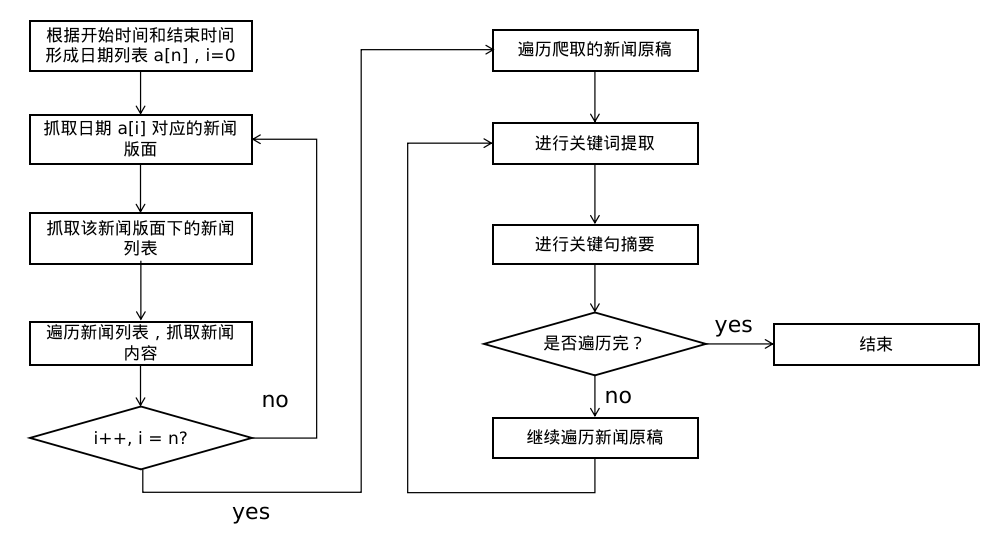 根据开始时间和结束时间
形成日期列表 a[n] , i=0
抓取日期 a[i] 对应的新闻
版面
抓取该新闻版面下的新闻
列表
遍历新闻列表，抓取新闻
内容
i++, i = n?
no
yes
遍历爬取的新闻原稿
进行关键词提取
进行关键句摘要
是否遍历完？
yes
结束
no
继续遍历新闻原稿